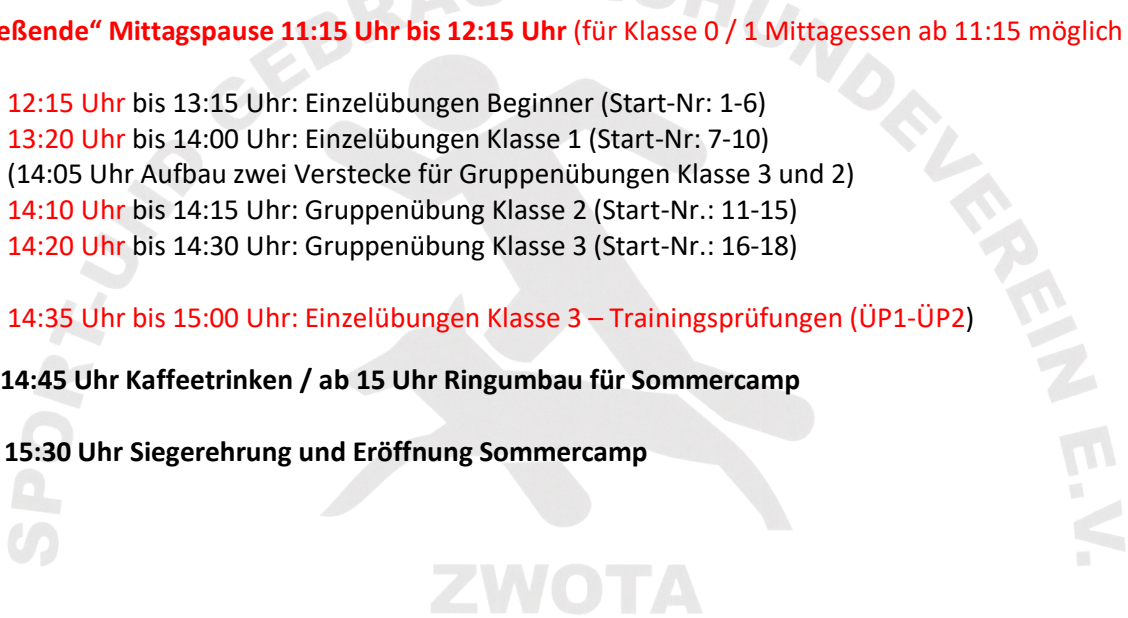 eßende“ Mittagspause 11:15 Uhr bis 12:15 Uhr (für Klasse 0 / 1 Mittagessen ab 11:15 möglich
12:15 Uhr bis 13:15 Uhr: Einzelübungen Beginner (Start-Nr: 1-6)
13:20 Uhr bis 14:00 Uhr: Einzelübungen Klasse 1 (Start-Nr: 7-10)
(14:05 Uhr Aufbau zwei Verstecke für Gruppenübungen Klasse 3 und 2)
14:10 Uhr bis 14:15 Uhr: Gruppenübung Klasse 2 (Start-Nr.: 11-15)
14:20 Uhr bis 14:30 Uhr: Gruppenübung Klasse 3 (Start-Nr.: 16-18)
14:35 Uhr bis 15:00 Uhr: Einzelübungen Klasse 3 – Trainingsprüfungen (ÜP1-ÜP2)
14:45 Uhr Kaffeetrinken / ab 15 Uhr Ringumbau für Sommercamp
15:30 Uhr Siegerehrung und Eröffnung Sommercamp
SPORT-UND GEBRAUCHSHUNDEVEREIN E.V.
ZWOTA